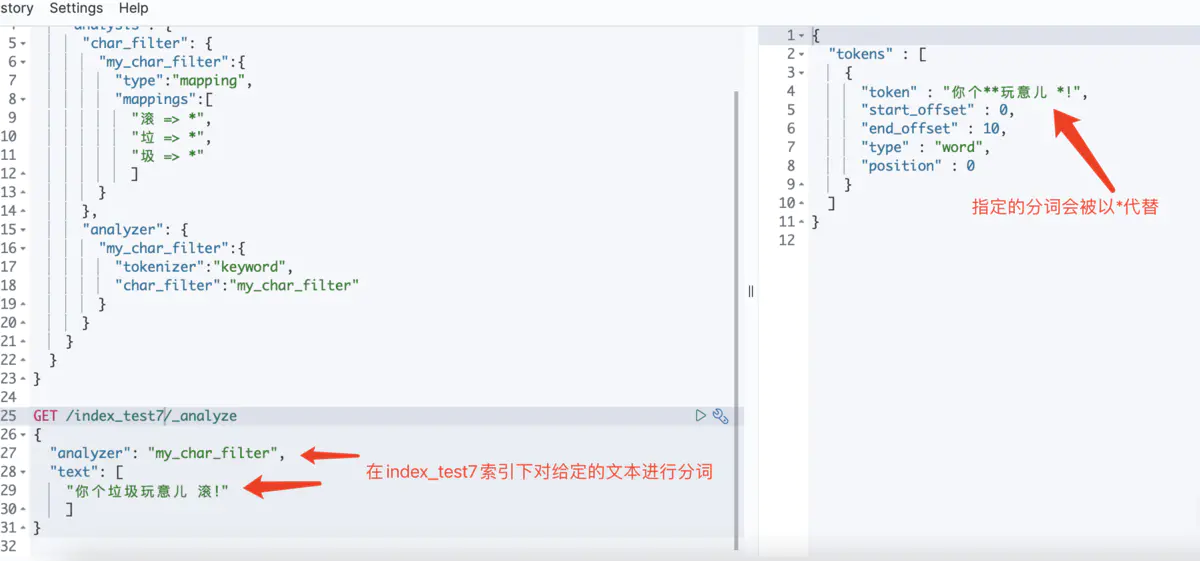 story Settings Help
analysis": {
5 "char_filter": {
6 "my_char_filter":{
7 "type":"mapping",
8 "mappings":[
9 "滚 => *",
10 "垃 => *",
11 "圾 => *"
12 ]
13 }
14 },
15 "analyzer": {
16 "my_char_filter":{
17 "tokenizer":"keyword",
18 "char_filter":"my_char_filter"
19 }
20 }
21 }
22 }
23 }
24
25 GET /index_test7/_analyze
26 {
27 "analyzer": "my_char_filter",
28 "text": [
在index_test7索引下对给定的文本进行分词
29 "你个垃圾玩意儿 滚!"
30 ]
31 }
32
1 {
2 "tokens" : [
3 {
4 "token" : "你个**玩意儿 *!",
5 "start_offset" : 0,
6 "end_offset" : 10,
7 "type" : "word",
8 "position" : 0
9 }
10 ]
指定的分词会被以*代替
11 }
12